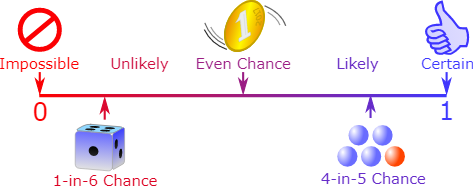 1
Impossible Unlikely Even Chance Likely Certain
0 1
1-in-6 Chance 4-in-5 Chance